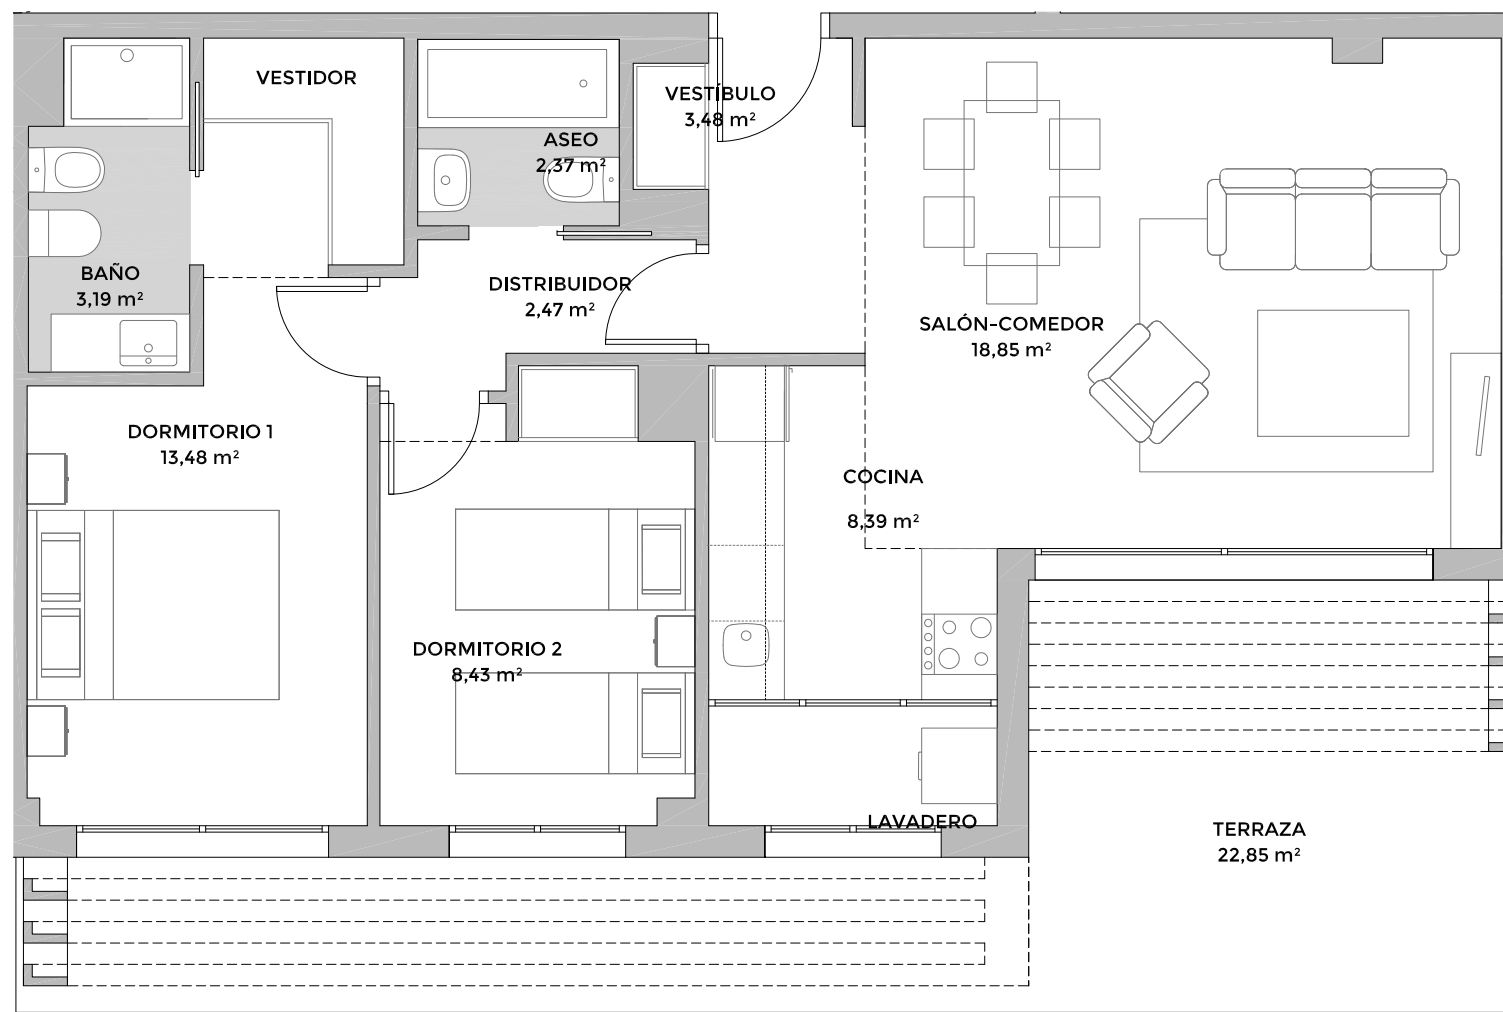 VESTIDOR
VESTÍBULO
3,48 m²
ASEO
2,37 m²
BAÑO
3,19 m²
DISTRIBUIDOR
2,47 m²
SALÓN-COMEDOR
18,85 m²
DORMITORIO 1
13,48 m²
COCINA
8,39 m²
DORMITORIO 2
8,43 m²
LAVADERO
TERRAZA
22,85 m²